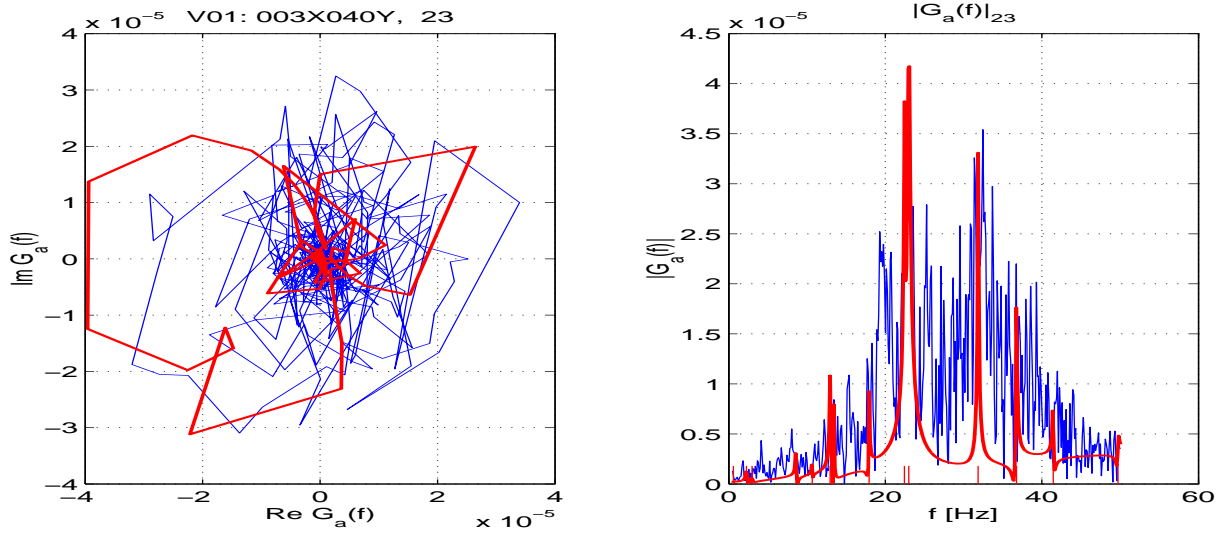 x 10⁻⁵ V01: 003X040Y, 23
4
3
2
1
0
−1
−2
−3
−4
Im G_a(f)
−4 −2 0 2 4
Re G_a(f)
x 10⁻⁵
x 10⁻⁵ |G_a(f)|_23
4.5
4
3.5
3
2.5
2
1.5
1
0.5
0
|G_a(f)|
0 20 40 60
f [Hz]